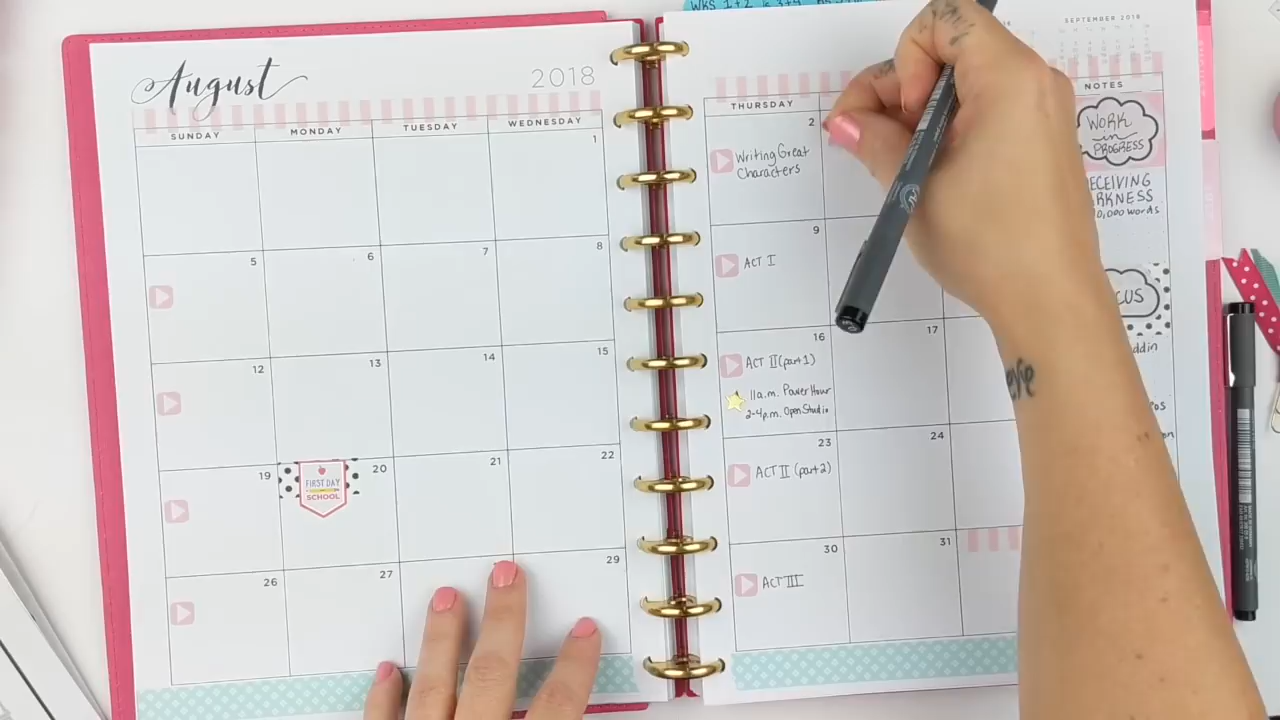 WKS 1+2
August
2018
SUNDAY MONDAY TUESDAY WEDNESDAY
1
5 6 7 8
12 13 14 15
19 20 21 22
FIRST DAY
SCHOOL
26 27 29
SEPTEMBER 2018
THURSDAY
NOTES
2
Writing Great
Characters
9
ACT I
16 17
ACT II (part 1)
11a.m. Power Hour
2-4p.m. Open Studio
23 24
ACT II (part 2)
30 31
ACT III
WORK
in
PROGRESS